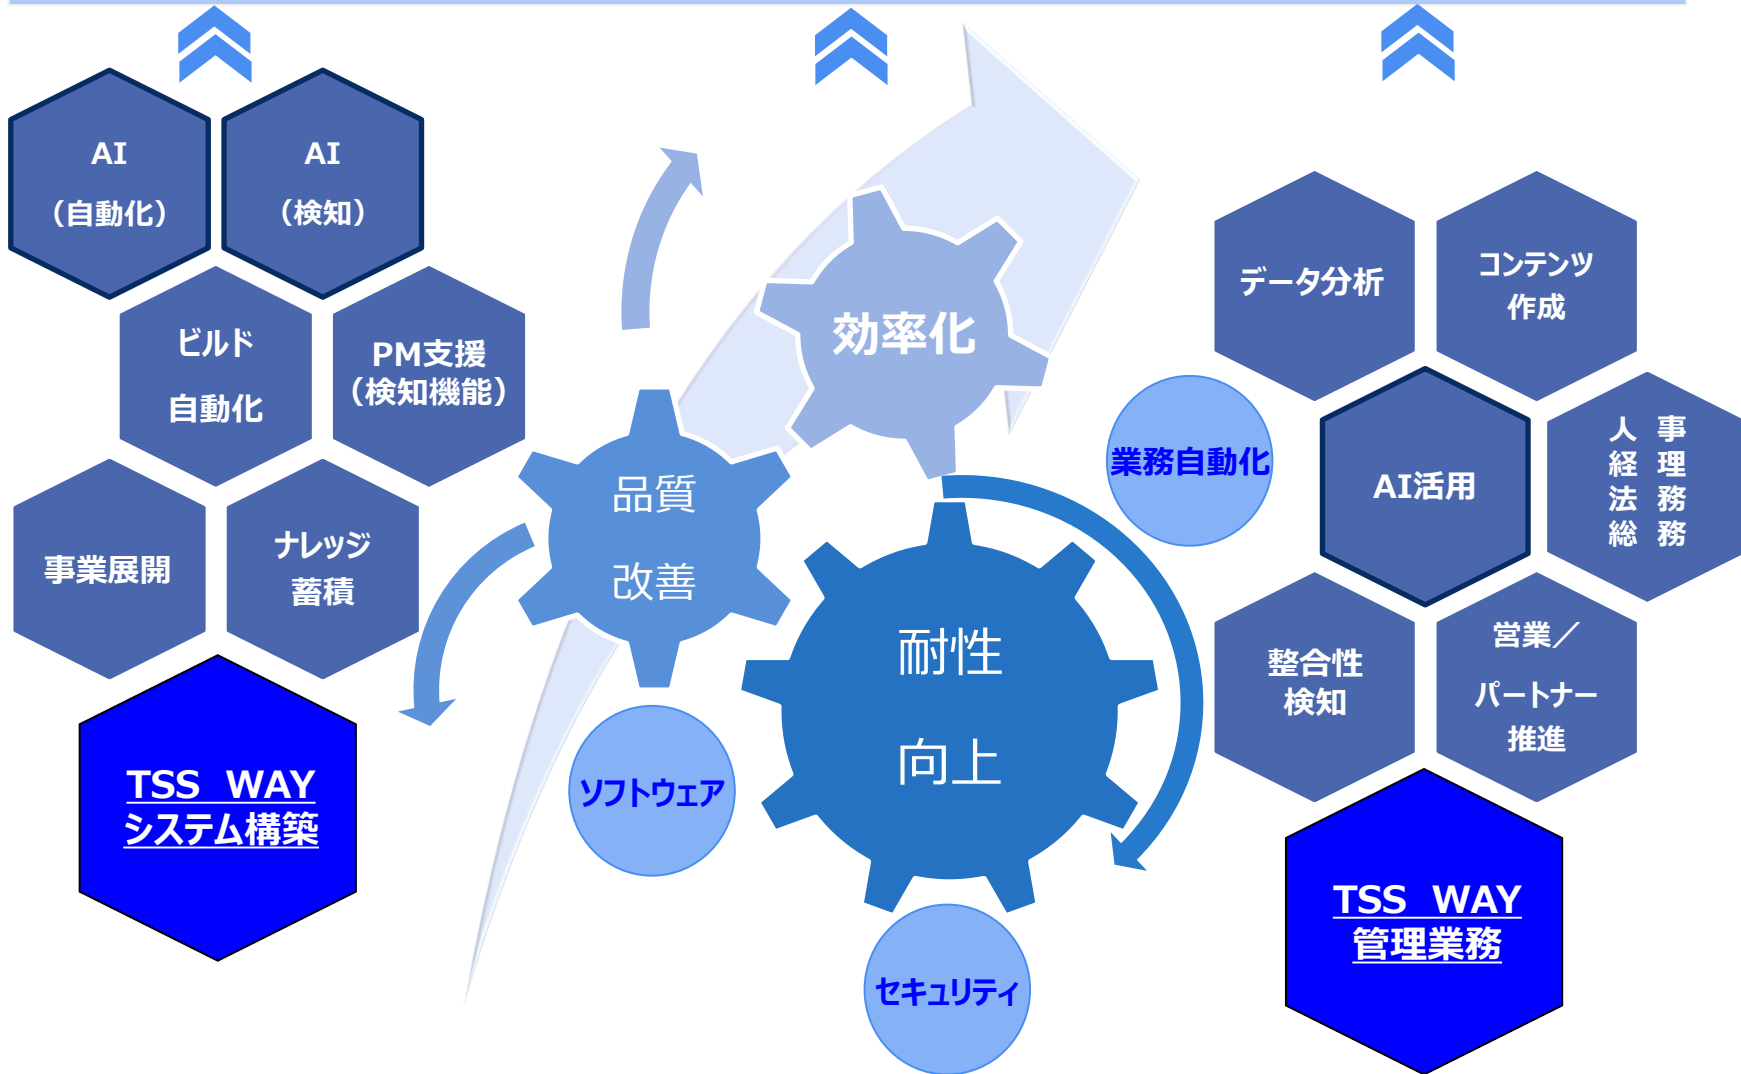 AI
（自動化）
AI
（検知）
ビルド
自動化
PM支援
（検知機能）
事業展開
ナレッジ
蓄積
TSS　WAY
システム構築
効率化
品質
改善
耐性
向上
ソフトウェア
セキュリティ
業務自動化
データ分析
コンテンツ
作成
AI活用
人　事
経　理
法　務
総　務
整合性
検知
営業／
パートナー
推進
TSS　WAY
管理業務